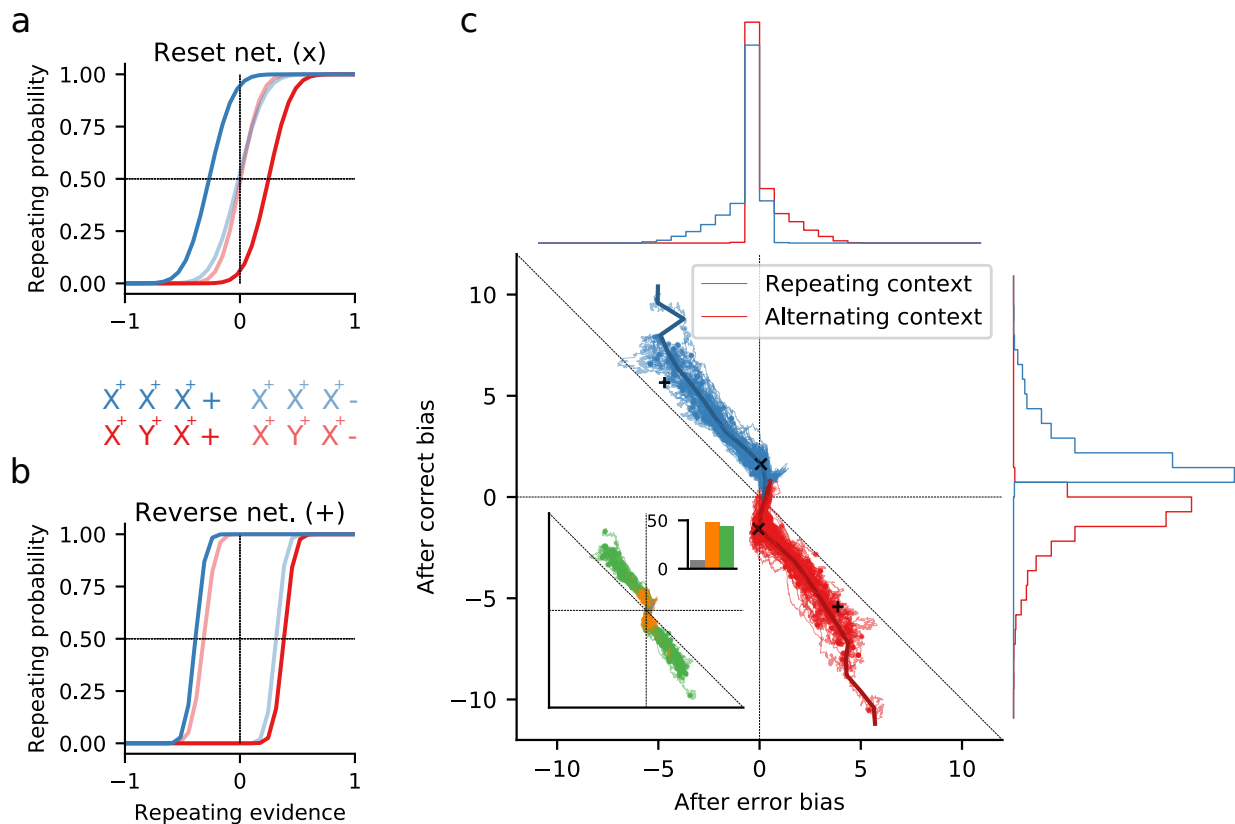 a
Reset net. (x)
1.00
0.75
0.50
0.25
0.00
Repeating probability
−1
0
1
X+ X+ X+ + X+ X+ X+ -
X+ Y+ X+ + X+ Y+ X+ -
b
Reverse net. (+)
1.00
0.75
0.50
0.25
0.00
Repeating probability
−1
0
1
Repeating evidence
c
Repeating context
Alternating context
10
5
0
−5
−10
After correct bias
50
0
−10
−5
0
5
10
After error bias